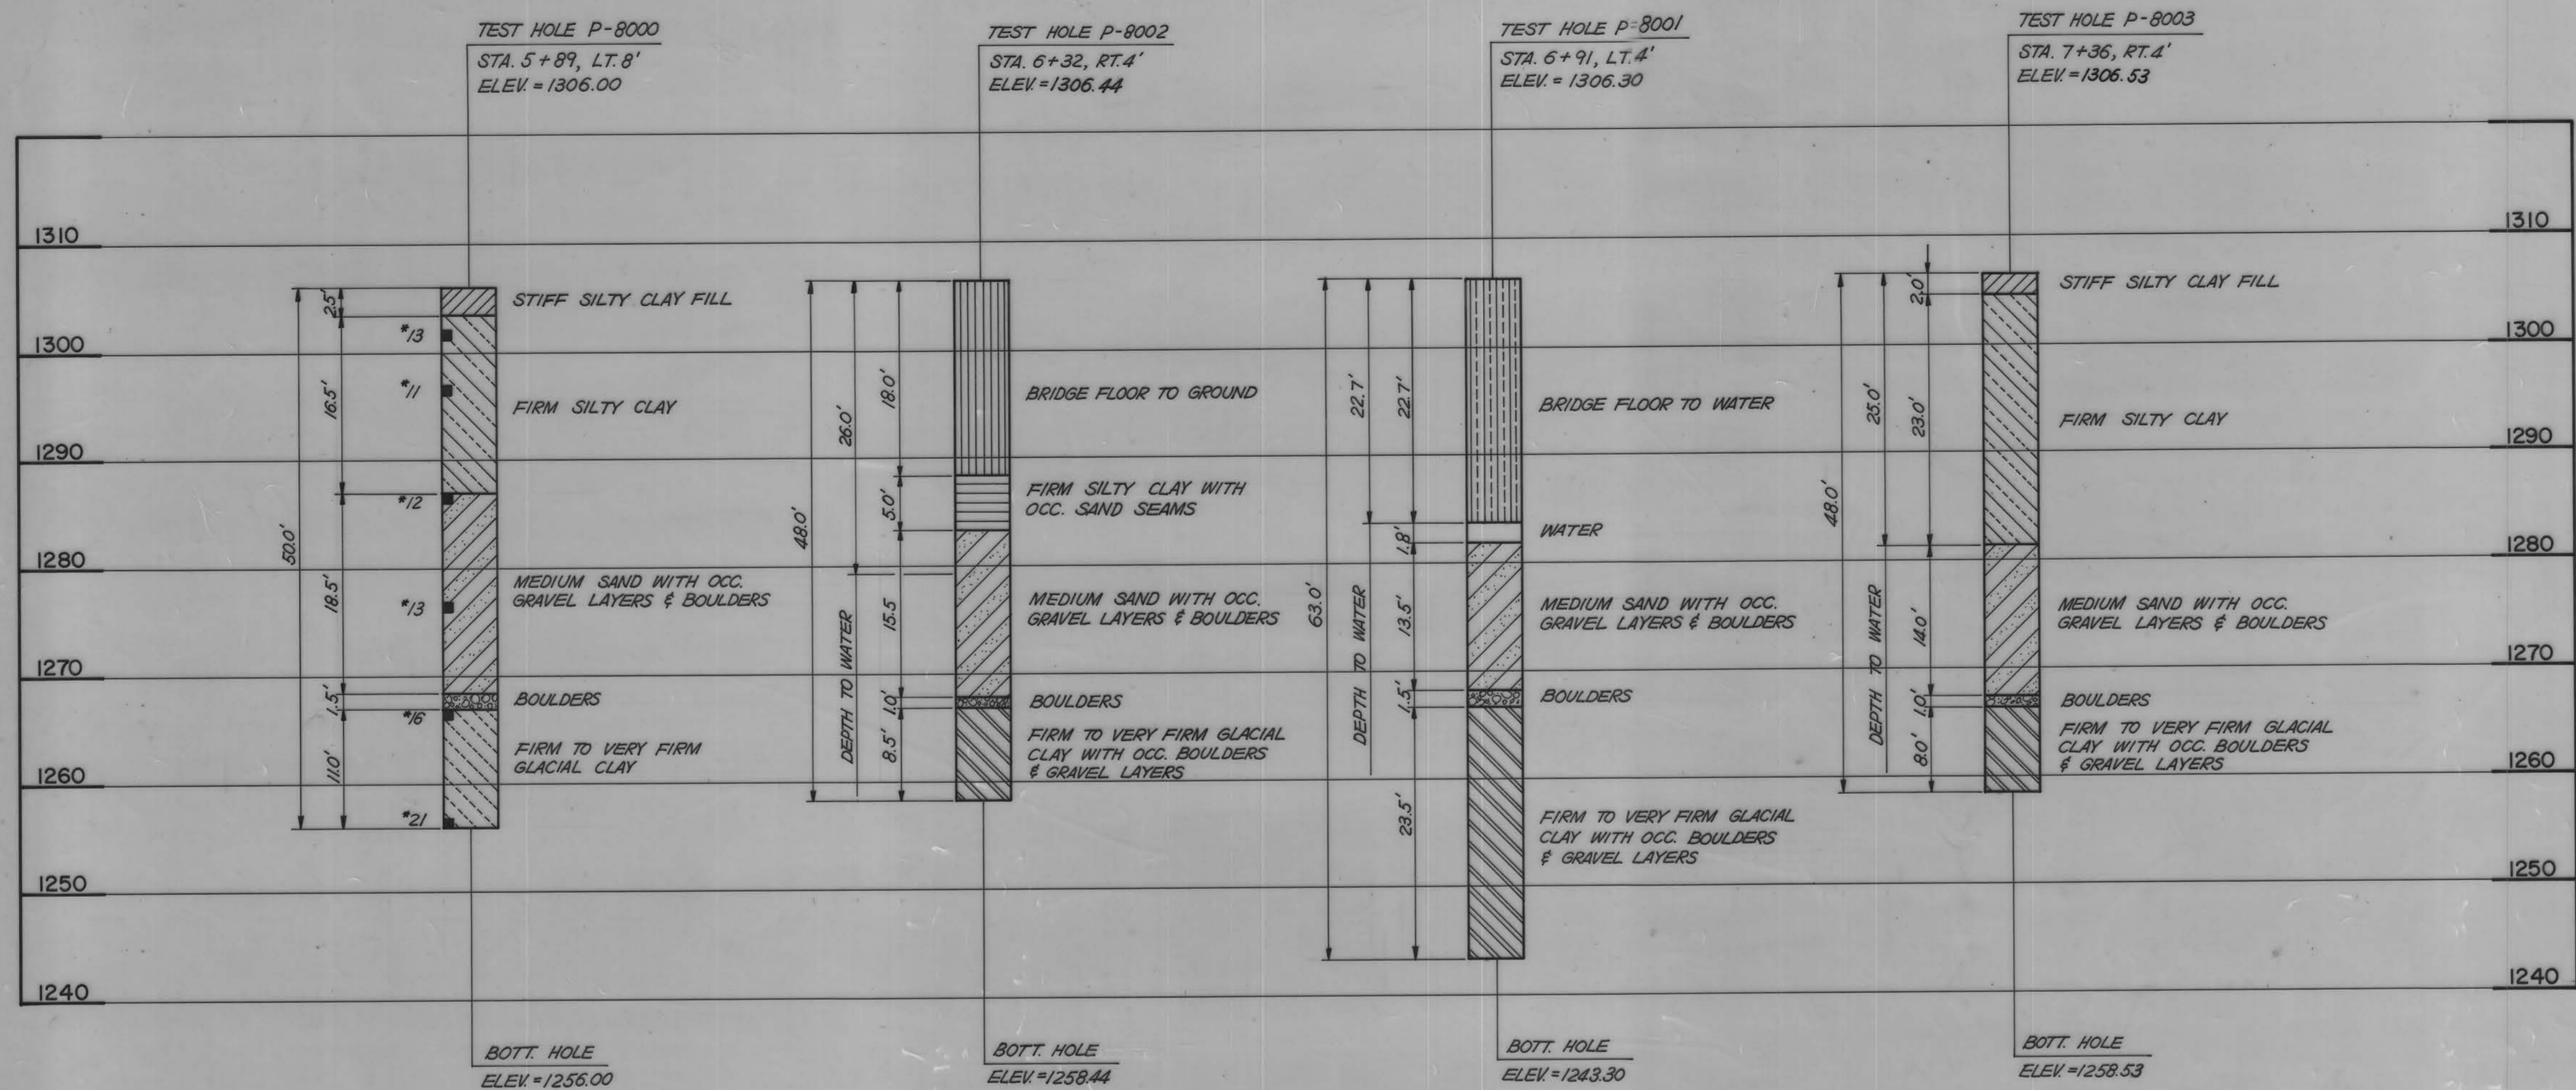 TEST HOLE P-8000
STA. 5+89, LT. 8'
ELEV. = 1306.00
TEST HOLE P-8002
STA. 6+32, RT. 4'
ELEV. = 1306.44
TEST HOLE P-8001
STA. 6+91, LT. 4'
ELEV. = 1306.30
TEST HOLE P-8003
STA. 7+36, RT. 4'
ELEV. = 1306.53
1310
1300
1290
1280
1270
1260
1250
1240
50.0'
2.5'
16.5'
18.5'
1.5'
11.0'
#13
#11
#12
#13
#16
#21
STIFF SILTY CLAY FILL
FIRM SILTY CLAY
MEDIUM SAND WITH OCC.
GRAVEL LAYERS & BOULDERS
BOULDERS
FIRM TO VERY FIRM
GLACIAL CLAY
BOTT. HOLE
ELEV. = 1256.00
48.0'
26.0'
DEPTH TO WATER
18.0'
5.0'
15.5
1.0'
8.5'
BRIDGE FLOOR TO GROUND
FIRM SILTY CLAY WITH
OCC. SAND SEAMS
MEDIUM SAND WITH OCC.
GRAVEL LAYERS & BOULDERS
BOULDERS
FIRM TO VERY FIRM GLACIAL
CLAY WITH OCC. BOULDERS
& GRAVEL LAYERS
BOTT. HOLE
ELEV. = 1258.44
63.0'
22.7'
DEPTH TO WATER
22.7'
1.8'
13.5'
1.5'
23.5'
BRIDGE FLOOR TO WATER
WATER
MEDIUM SAND WITH OCC.
GRAVEL LAYERS & BOULDERS
BOULDERS
FIRM TO VERY FIRM GLACIAL
CLAY WITH OCC. BOULDERS
& GRAVEL LAYERS
BOTT. HOLE
ELEV. = 1243.30
48.0'
25.0'
DEPTH TO WATER
2.0'
23.0'
14.0'
1.0'
8.0'
STIFF SILTY CLAY FILL
FIRM SILTY CLAY
MEDIUM SAND WITH OCC.
GRAVEL LAYERS & BOULDERS
BOULDERS
FIRM TO VERY FIRM GLACIAL
CLAY WITH OCC. BOULDERS
& GRAVEL LAYERS
BOTT. HOLE
ELEV. = 1258.53
1310
1300
1290
1280
1270
1260
1250
1240